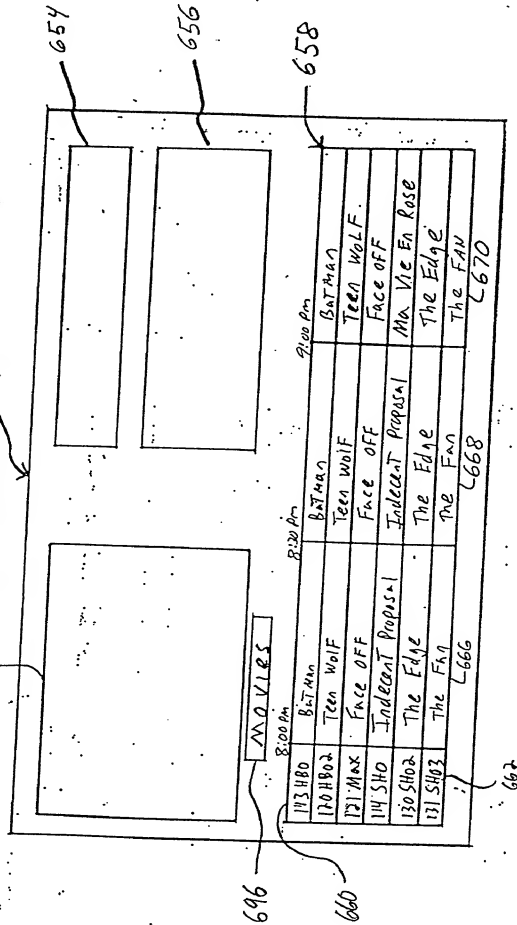 654
656
696
MOVIES
8:00 Pm 8:30 Pm 9:00 Pm
658
660
113 HBO BatMan BatMan BatMan
120 HBO2 Teen Wolf Teen Wolf Teen WoLF.
121 Max Face OFF Face OFF Face OFF
114 SHO Indecent Proposal Indecent Proposal Ma Vie En Rose
130 SHO2 The Edge The Edge The Edge
131 SHO3 The Fan The Fan The FAN
662 666 668 670